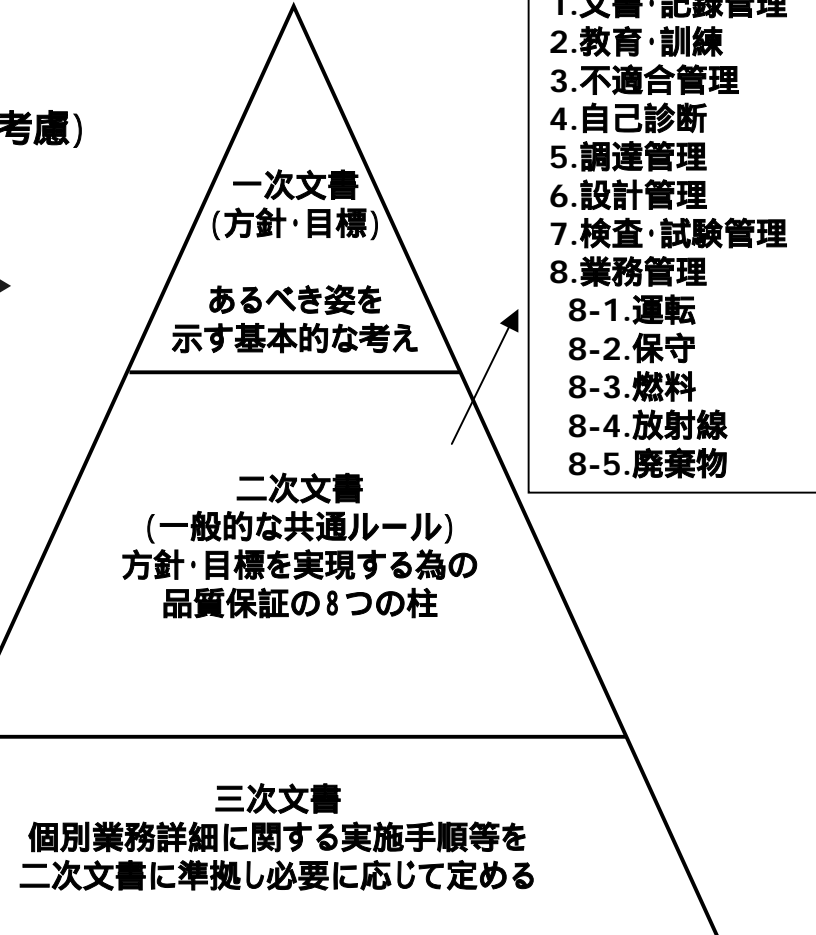 考慮)
一次文書
(方針・目標)
あるべき姿を
示す基本的な考え
二次文書
(一般的な共通ルール)
方針・目標を実現する為の
品質保証の8つの柱
三次文書
個別業務詳細に関する実施手順等を
二次文書に準拠し必要に応じて定める
1.文書・記録管理
2.教育・訓練
3.不適合管理
4.自己診断
5.調達管理
6.設計管理
7.検査・試験管理
8.業務管理
8-1.運転
8-2.保守
8-3.燃料
8-4.放射線
8-5.廃棄物